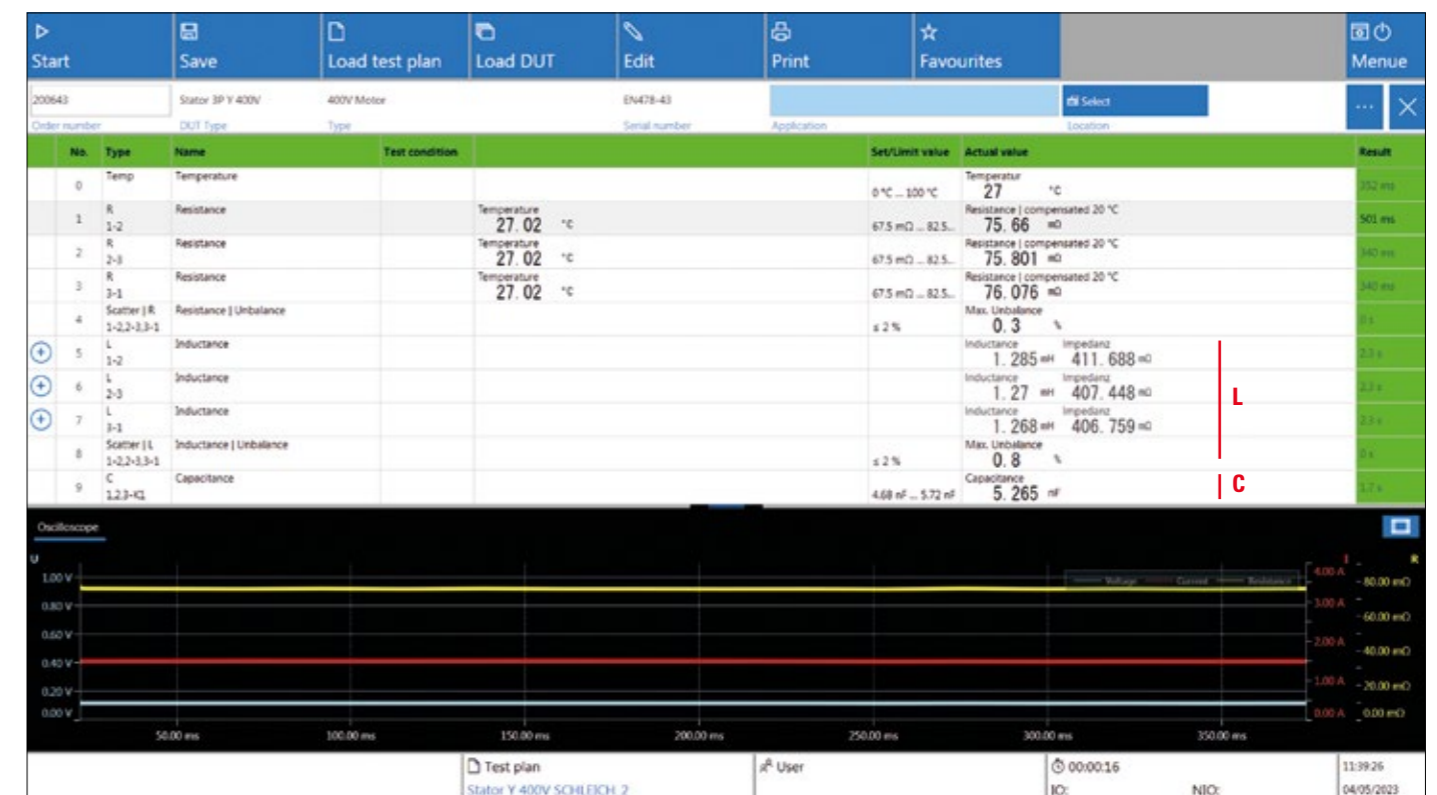 Start Save Load test plan Load DUT Edit Print Favourites Menue
200643 Stator 3P Y 400V 400V Motor EN478-43 Select ...
Order number DUT Type Type Serial number Application Location
No. Type Name Test condition Set/Limit value Actual value Result
0 Temp Temperature 0 °C ... 100 °C Temperatur 27 °C 352 ms
1 R 1-2 Resistance Temperature 27.02 °C 67.5 mΩ ... 82.5... Resistance | compensated 20 °C 75.66 mΩ 501 ms
2 R 2-3 Resistance Temperature 27.02 °C 67.5 mΩ ... 82.5... Resistance | compensated 20 °C 75.801 mΩ 340 ms
3 R 3-1 Resistance Temperature 27.02 °C 67.5 mΩ ... 82.5... Resistance | compensated 20 °C 76.076 mΩ 340 ms
4 Scatter | R 1-2,2-3,3-1 Resistance | Unbalance ≤ 2 % Max. Unbalance 0.3 % 0 s
5 L 1-2 Inductance Inductance 1.285 mH Impedanz 411.688 mΩ 2.3 s
6 L 2-3 Inductance Inductance 1.27 mH Impedanz 407.448 mΩ 2.3 s
L
7 L 3-1 Inductance Inductance 1.268 mH Impedanz 406.759 mΩ 2.3 s
8 Scatter | L 1-2,2-3,3-1 Inductance | Unbalance ≤ 2 % Max. Unbalance 0.8 % 0 s
9 C 1,2,3-K1 Capacitance 4.68 nF ... 5.72 nF Capacitance 5.265 nF 1.7 s
C
Oscilloscope
U I R
Voltage Current Resistance
1.00 V 4.00 A 80.00 mΩ
0.80 V 3.00 A 60.00 mΩ
0.60 V 2.00 A 40.00 mΩ
0.40 V 1.00 A 20.00 mΩ
0.20 V
0.00 V 0.00 A 0.00 mΩ
50.00 ms 100.00 ms 150.00 ms 200.00 ms 250.00 ms 300.00 ms 350.00 ms
Test plan User 00:00:16 11:39:26
Stator Y 400V SCHLEICH_2 IO: NIO: 04/05/2023